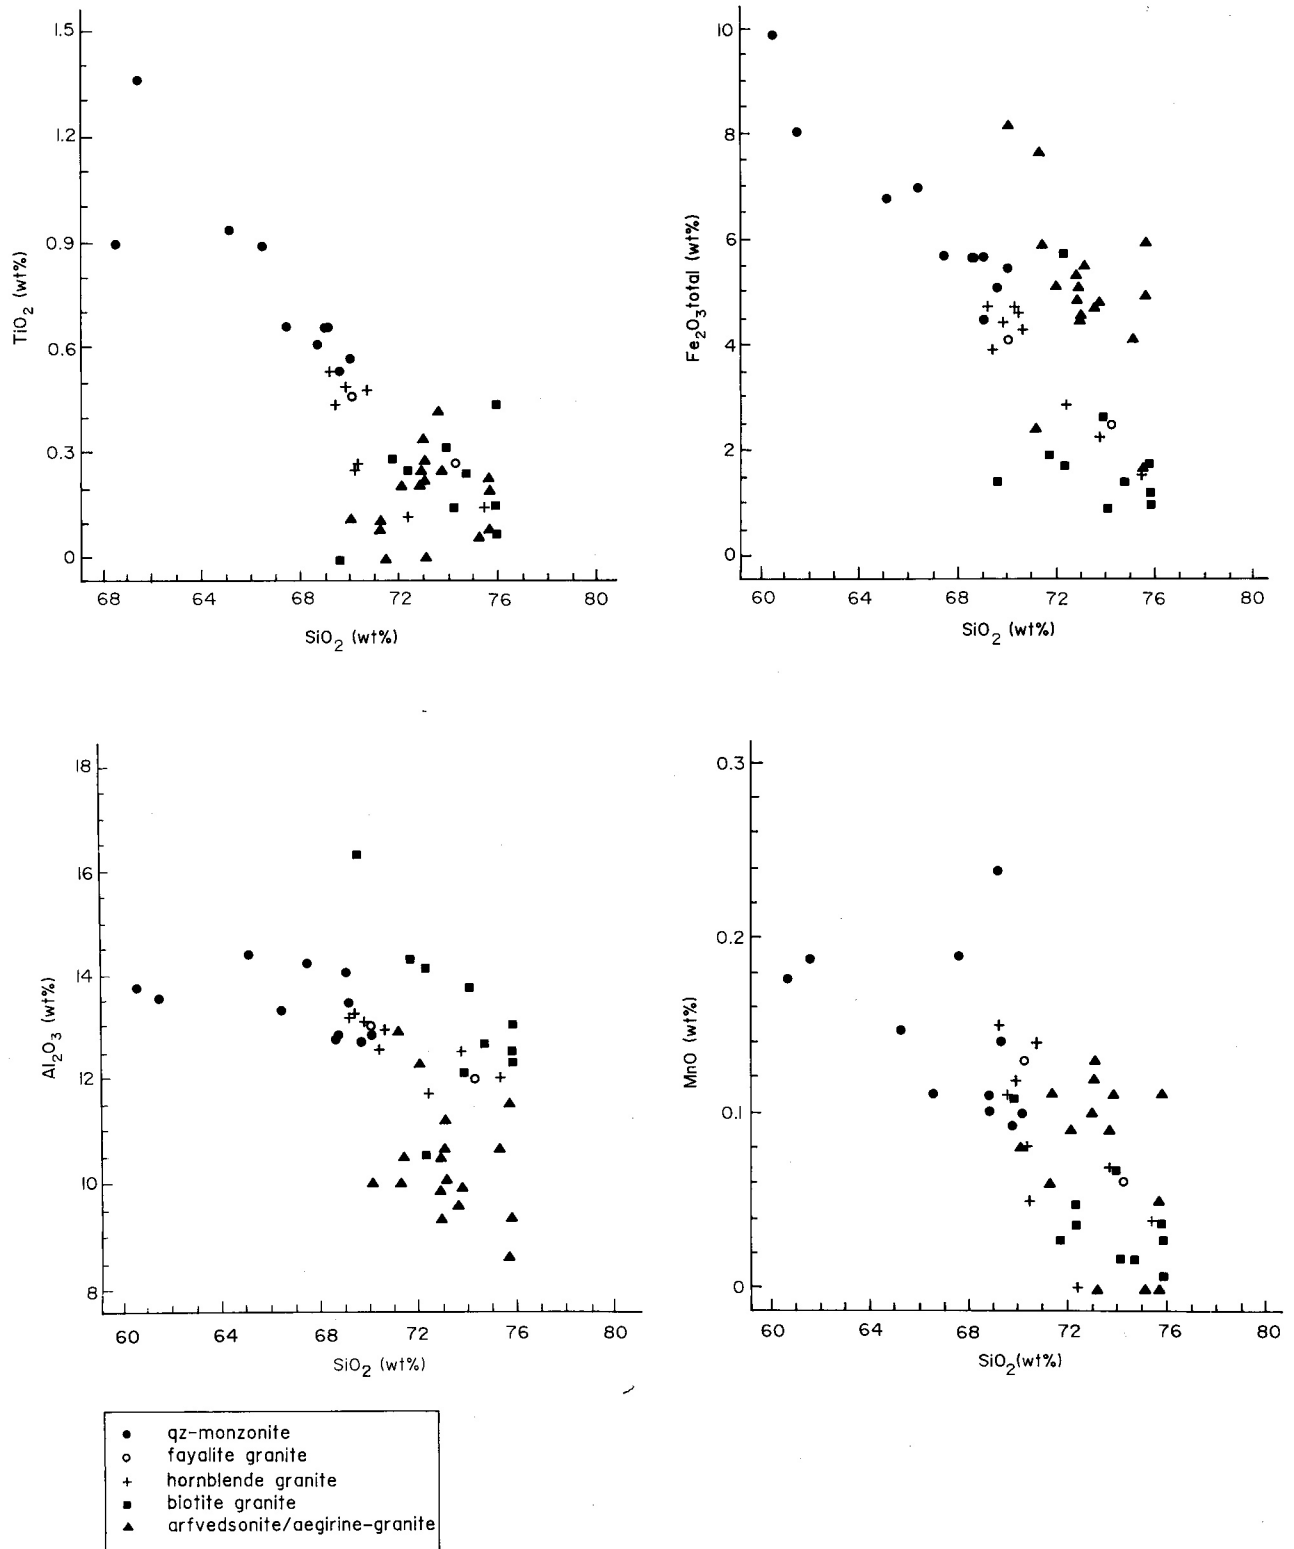 1.5
1.2
0.9
0.6
0.3
0
TiO2 (wt%)
68 64 68 72 76 80
SiO2 (wt%)
10
8
6
4
2
0
Fe2O3total (wt%)
60 64 68 72 76 80
SiO2 (wt%)
18
16
14
12
10
8
Al2O3 (wt%)
60 64 68 72 76 80
SiO2 (wt%)
0.3
0.2
0.1
0
MnO (wt%)
60 64 68 72 76 80
SiO2(wt%)
qz-monzonite
fayalite granite
hornblende granite
biotite granite
arfvedsonite/aegirine-granite